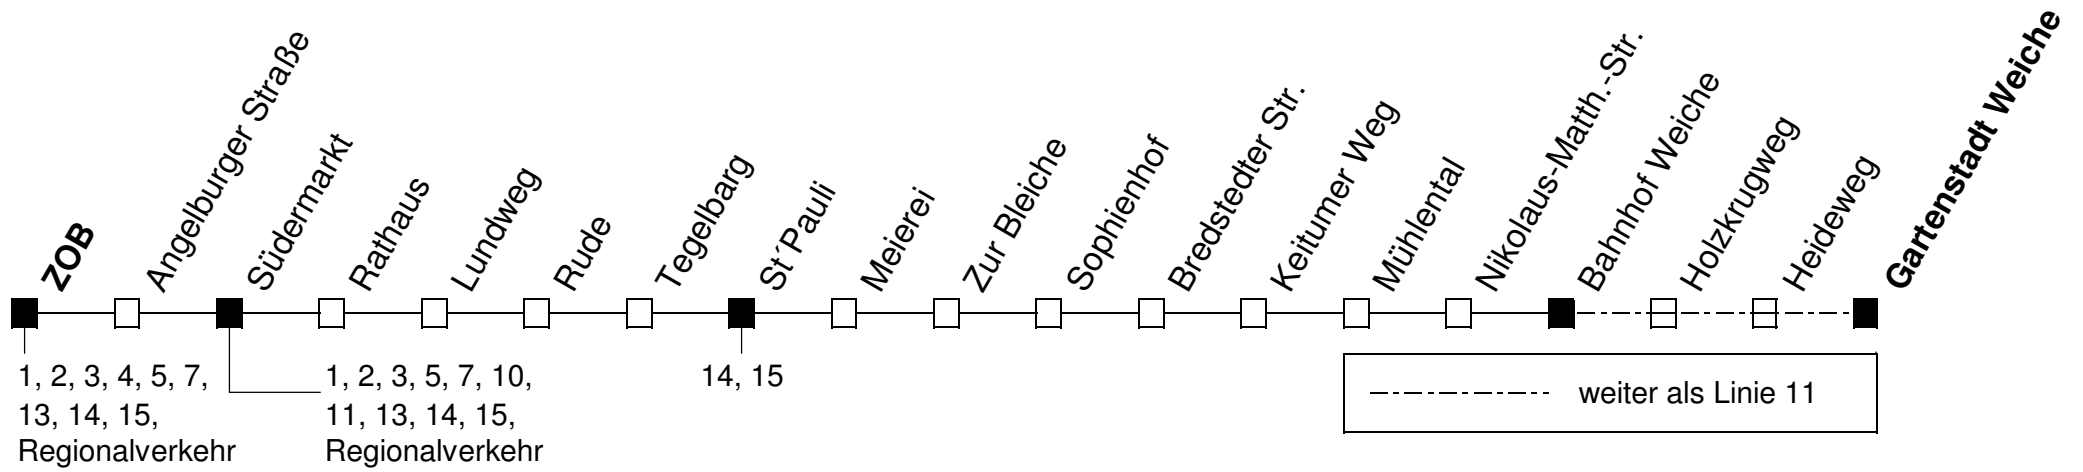 ZOB
Angelburger Straße
Südermarkt
Rathaus
Lundweg
Rude
Tegelbarg
St´Pauli
Meierei
Zur Bleiche
Sophienhof
Bredstedter Str.
Keitumer Weg
Mühlental
Nikolaus-Matth.-Str.
Bahnhof Weiche
Holzkrugweg
Heideweg
Gartenstadt Weiche
1, 2, 3, 4, 5, 7,
13, 14, 15,
Regionalverkehr
1, 2, 3, 5, 7, 10,
11, 13, 14, 15,
Regionalverkehr
14, 15
weiter als Linie 11